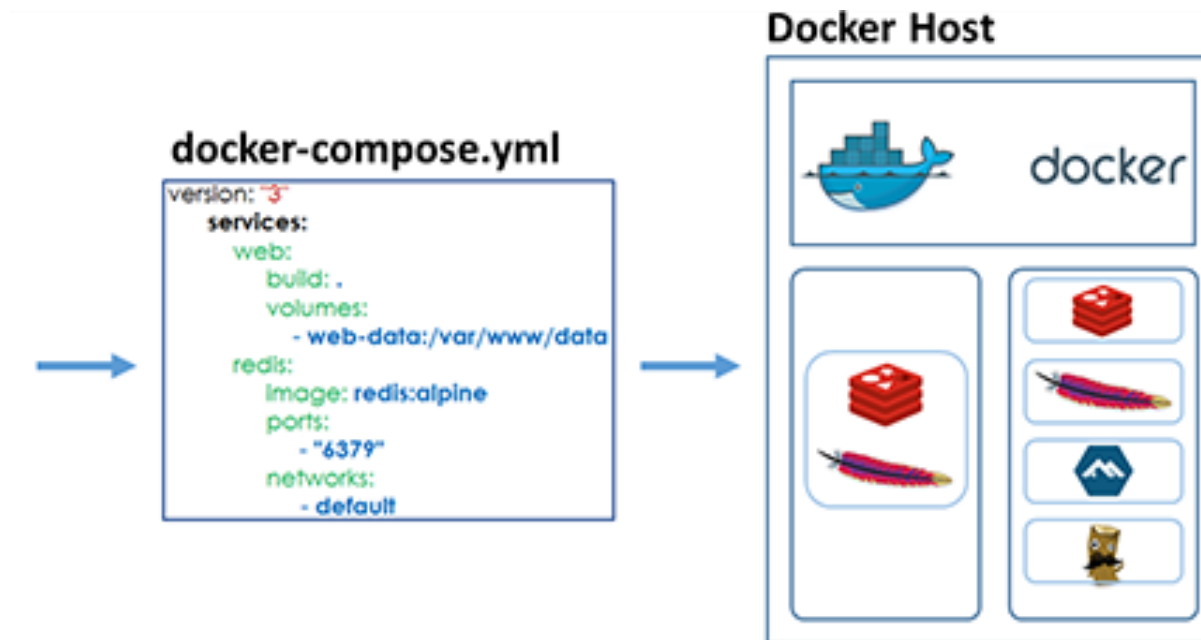 Docker Host
docker
docker-compose.yml
version: "3"
services:
web:
build: .
volumes:
- web-data:/var/www/data
redis:
image: redis:alpine
ports:
- "6379"
networks:
- default